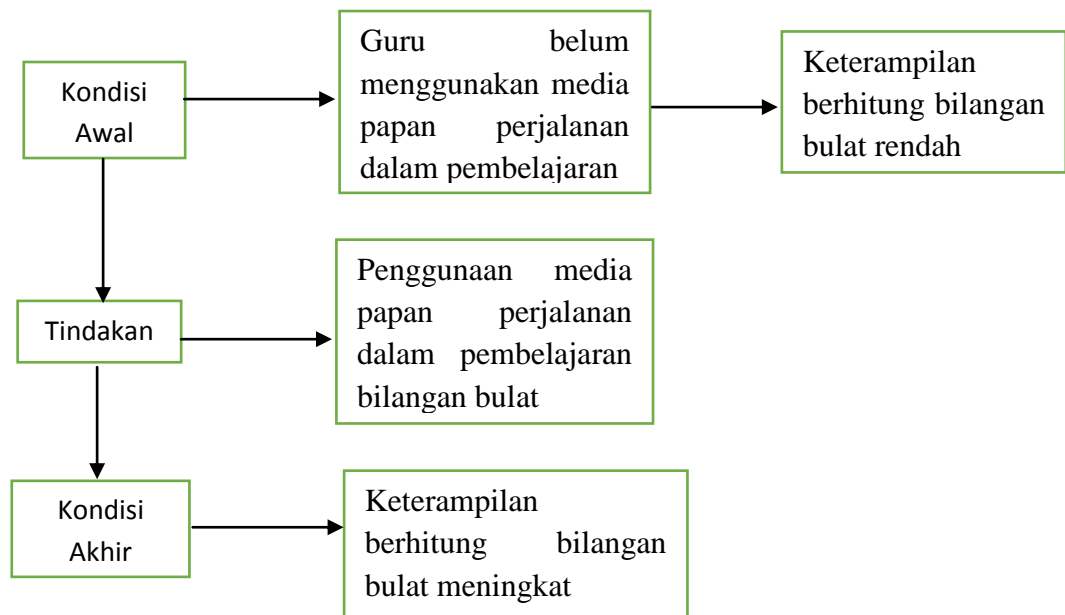 Kondisi
Awal
Guru belum
menggunakan media
papan perjalanan
dalam pembelajaran
Keterampilan
berhitung bilangan
bulat rendah
Tindakan
Penggunaan media
papan perjalanan
dalam pembelajaran
bilangan bulat
Kondisi
Akhir
Keterampilan
berhitung bilangan
bulat meningkat